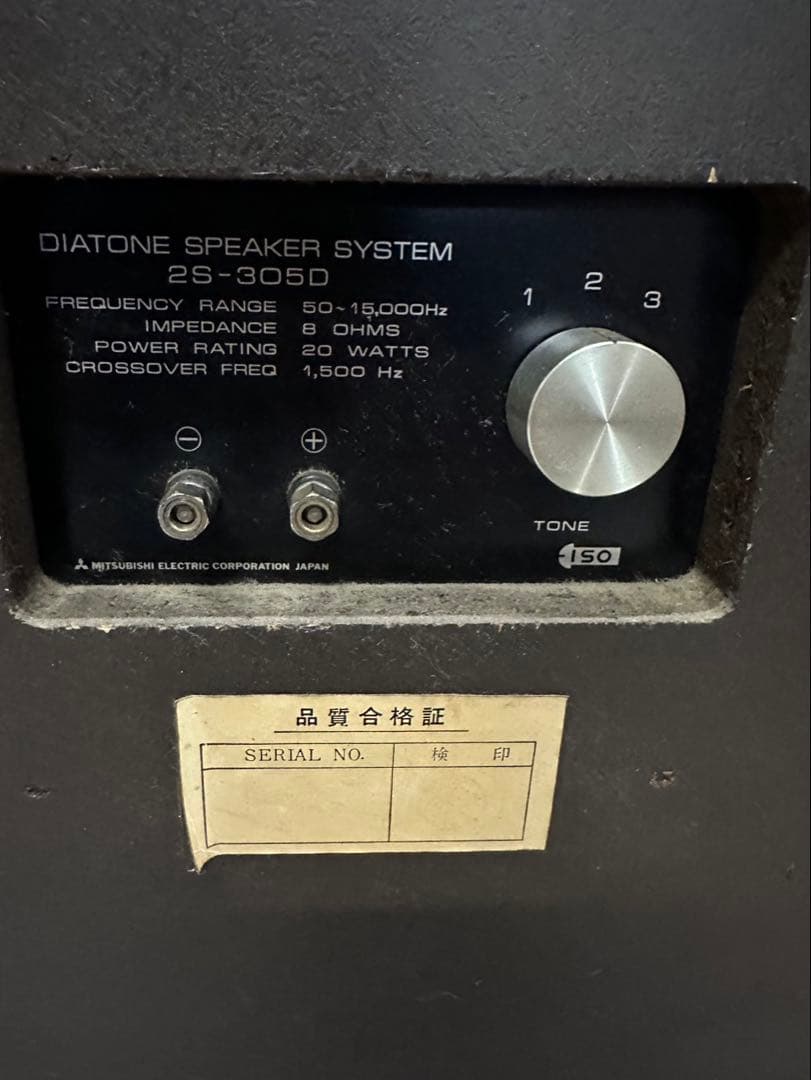 DIATONE SPEAKER SYSTEM
2S-305D
FREQUENCY RANGE 50~15,000Hz
IMPEDANCE 8 OHMS
POWER RATING 20 WATTS
CROSSOVER FREQ 1,500 Hz
1 2 3
⊖ ⊕
TONE
ISO
MITSUBISHI ELECTRIC CORPORATION JAPAN
品質合格証
SERIAL NO. 検印